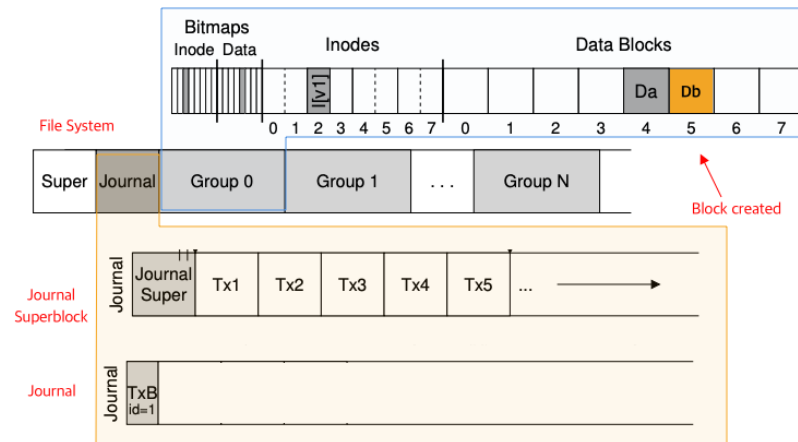 Bitmaps
Inode Data
Inodes
Data Blocks
I[v1]
Da
Db
0 1 2 3 4 5 6 7
0 1 2 3 4 5 6 7
File System
Block created
Super
Journal
Group 0
Group 1
. . .
Group N
Journal
Superblock
Journal
Journal
Super
Tx1
Tx2
Tx3
Tx4
Tx5
...
Journal
Journal
TxB
id=1